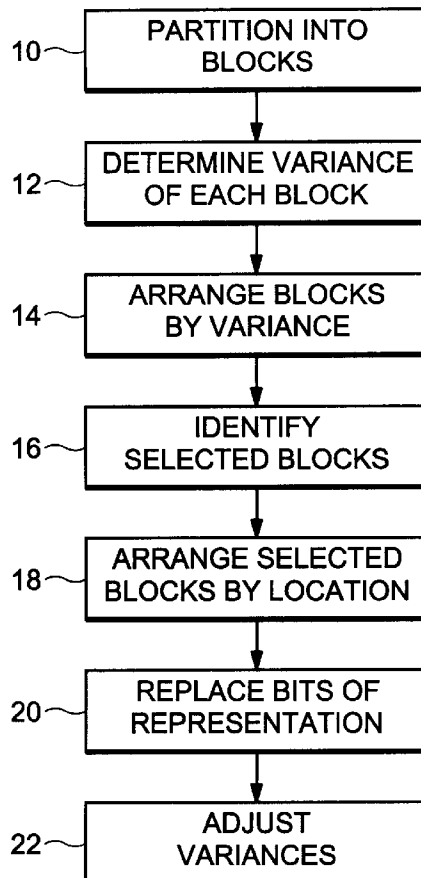 10
PARTITION INTO
BLOCKS
12
DETERMINE VARIANCE
OF EACH BLOCK
14
ARRANGE BLOCKS
BY VARIANCE
16
IDENTIFY
SELECTED BLOCKS
18
ARRANGE SELECTED
BLOCKS BY LOCATION
20
REPLACE BITS OF
REPRESENTATION
22
ADJUST
VARIANCES